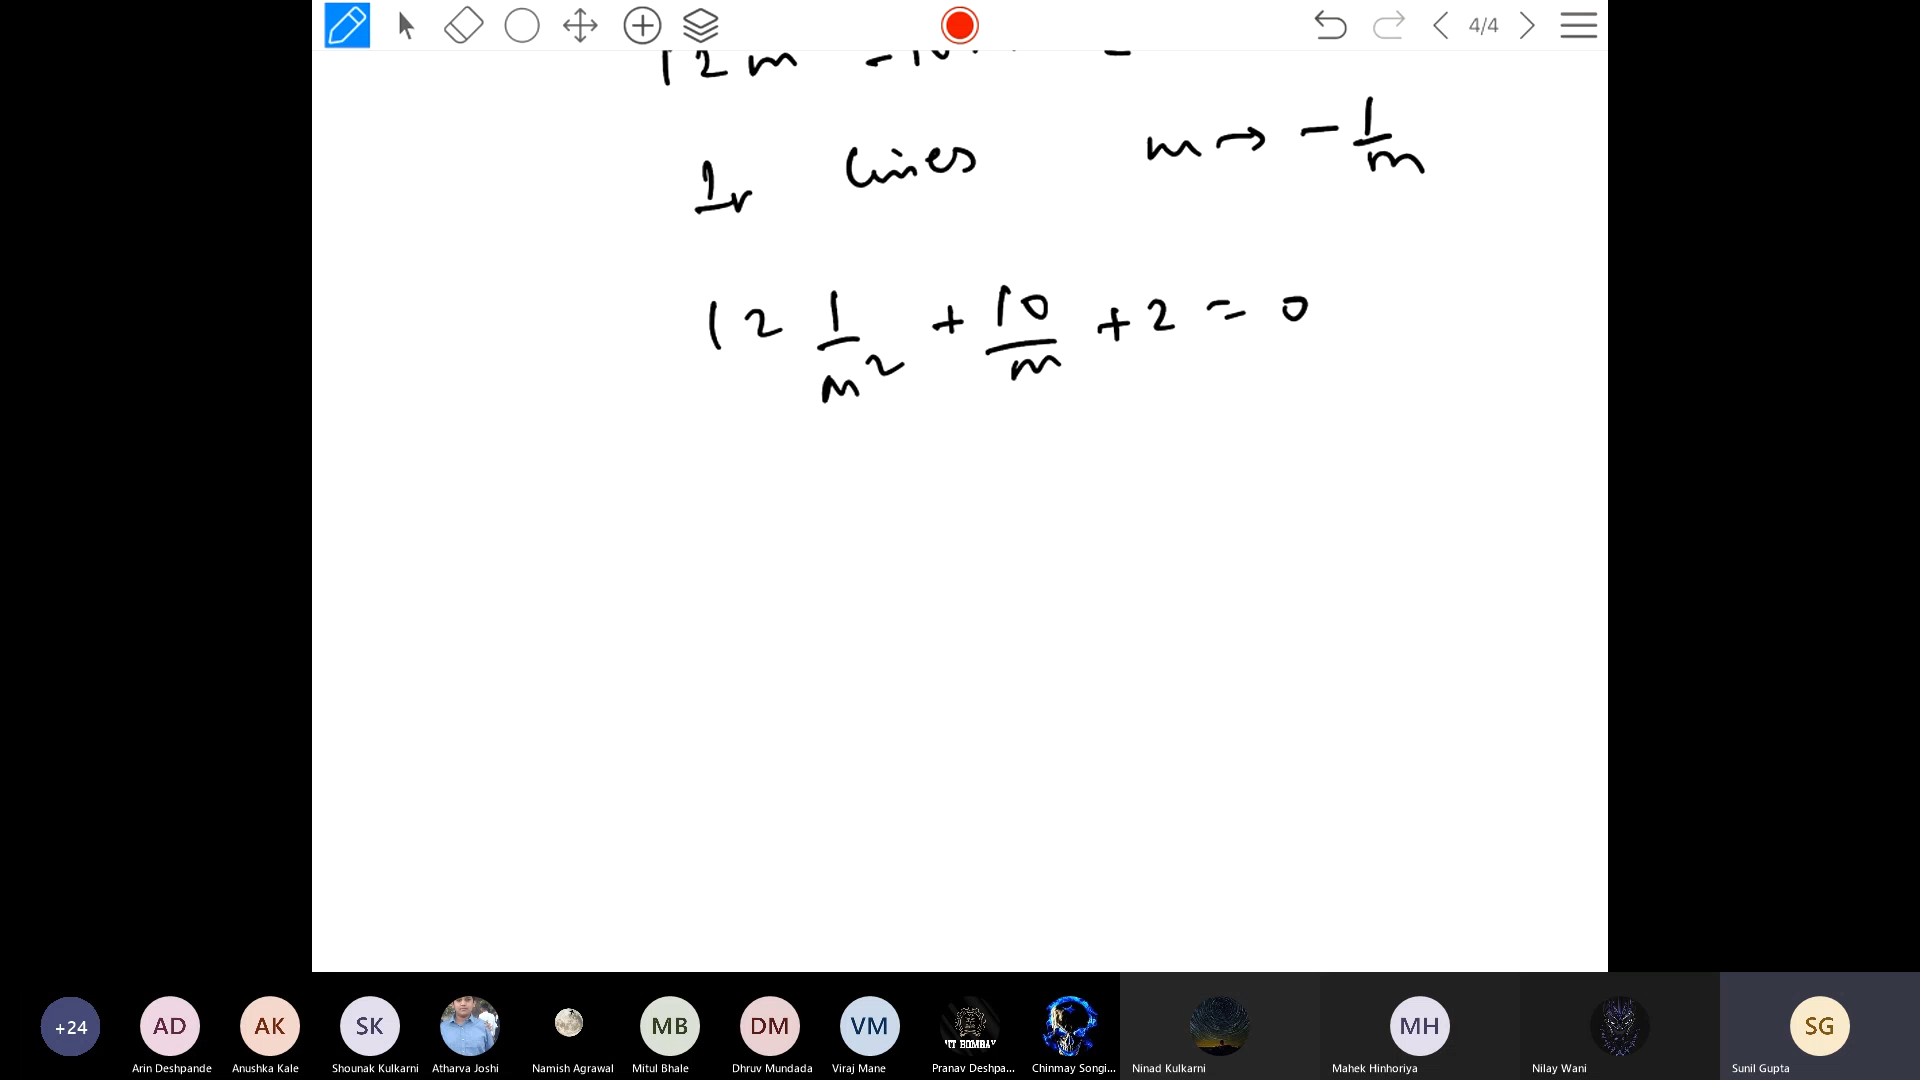 4/4
12m
⊥r lines m → -1/m
12 1/m² + 10/m + 2 = 0
+24 AD AK SK MB DM VM MH SG
Arin Deshpande Anushka Kale Shounak Kulkarni Atharva Joshi Namish Agrawal Mitul Bhale Dhruv Mundada Viraj Mane Pranav Deshpa... Chinmay Songi... Ninad Kulkarni Mahek Hinhoriya Nilay Wani Sunil Gupta